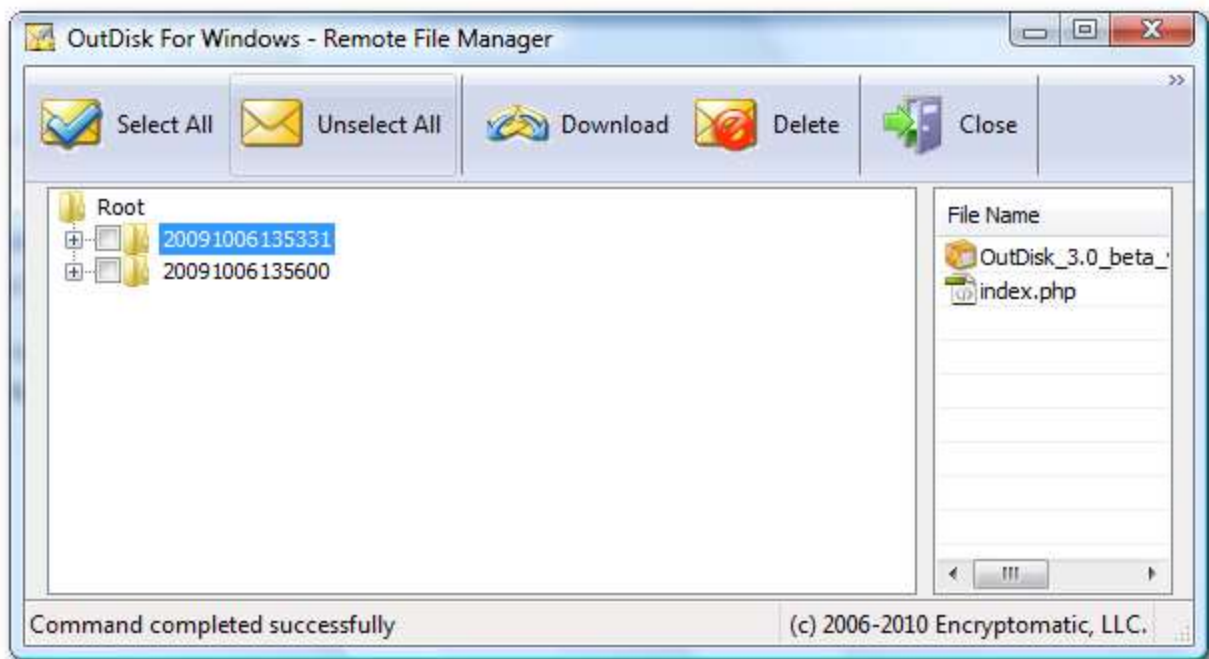 OutDisk For Windows - Remote File Manager
Select All
Unselect All
Download
Delete
Close
Root
20091006135331
20091006135600
File Name
OutDisk_3.0_beta_
index.php
Command completed successfully
(c) 2006-2010 Encryptomatic, LLC.